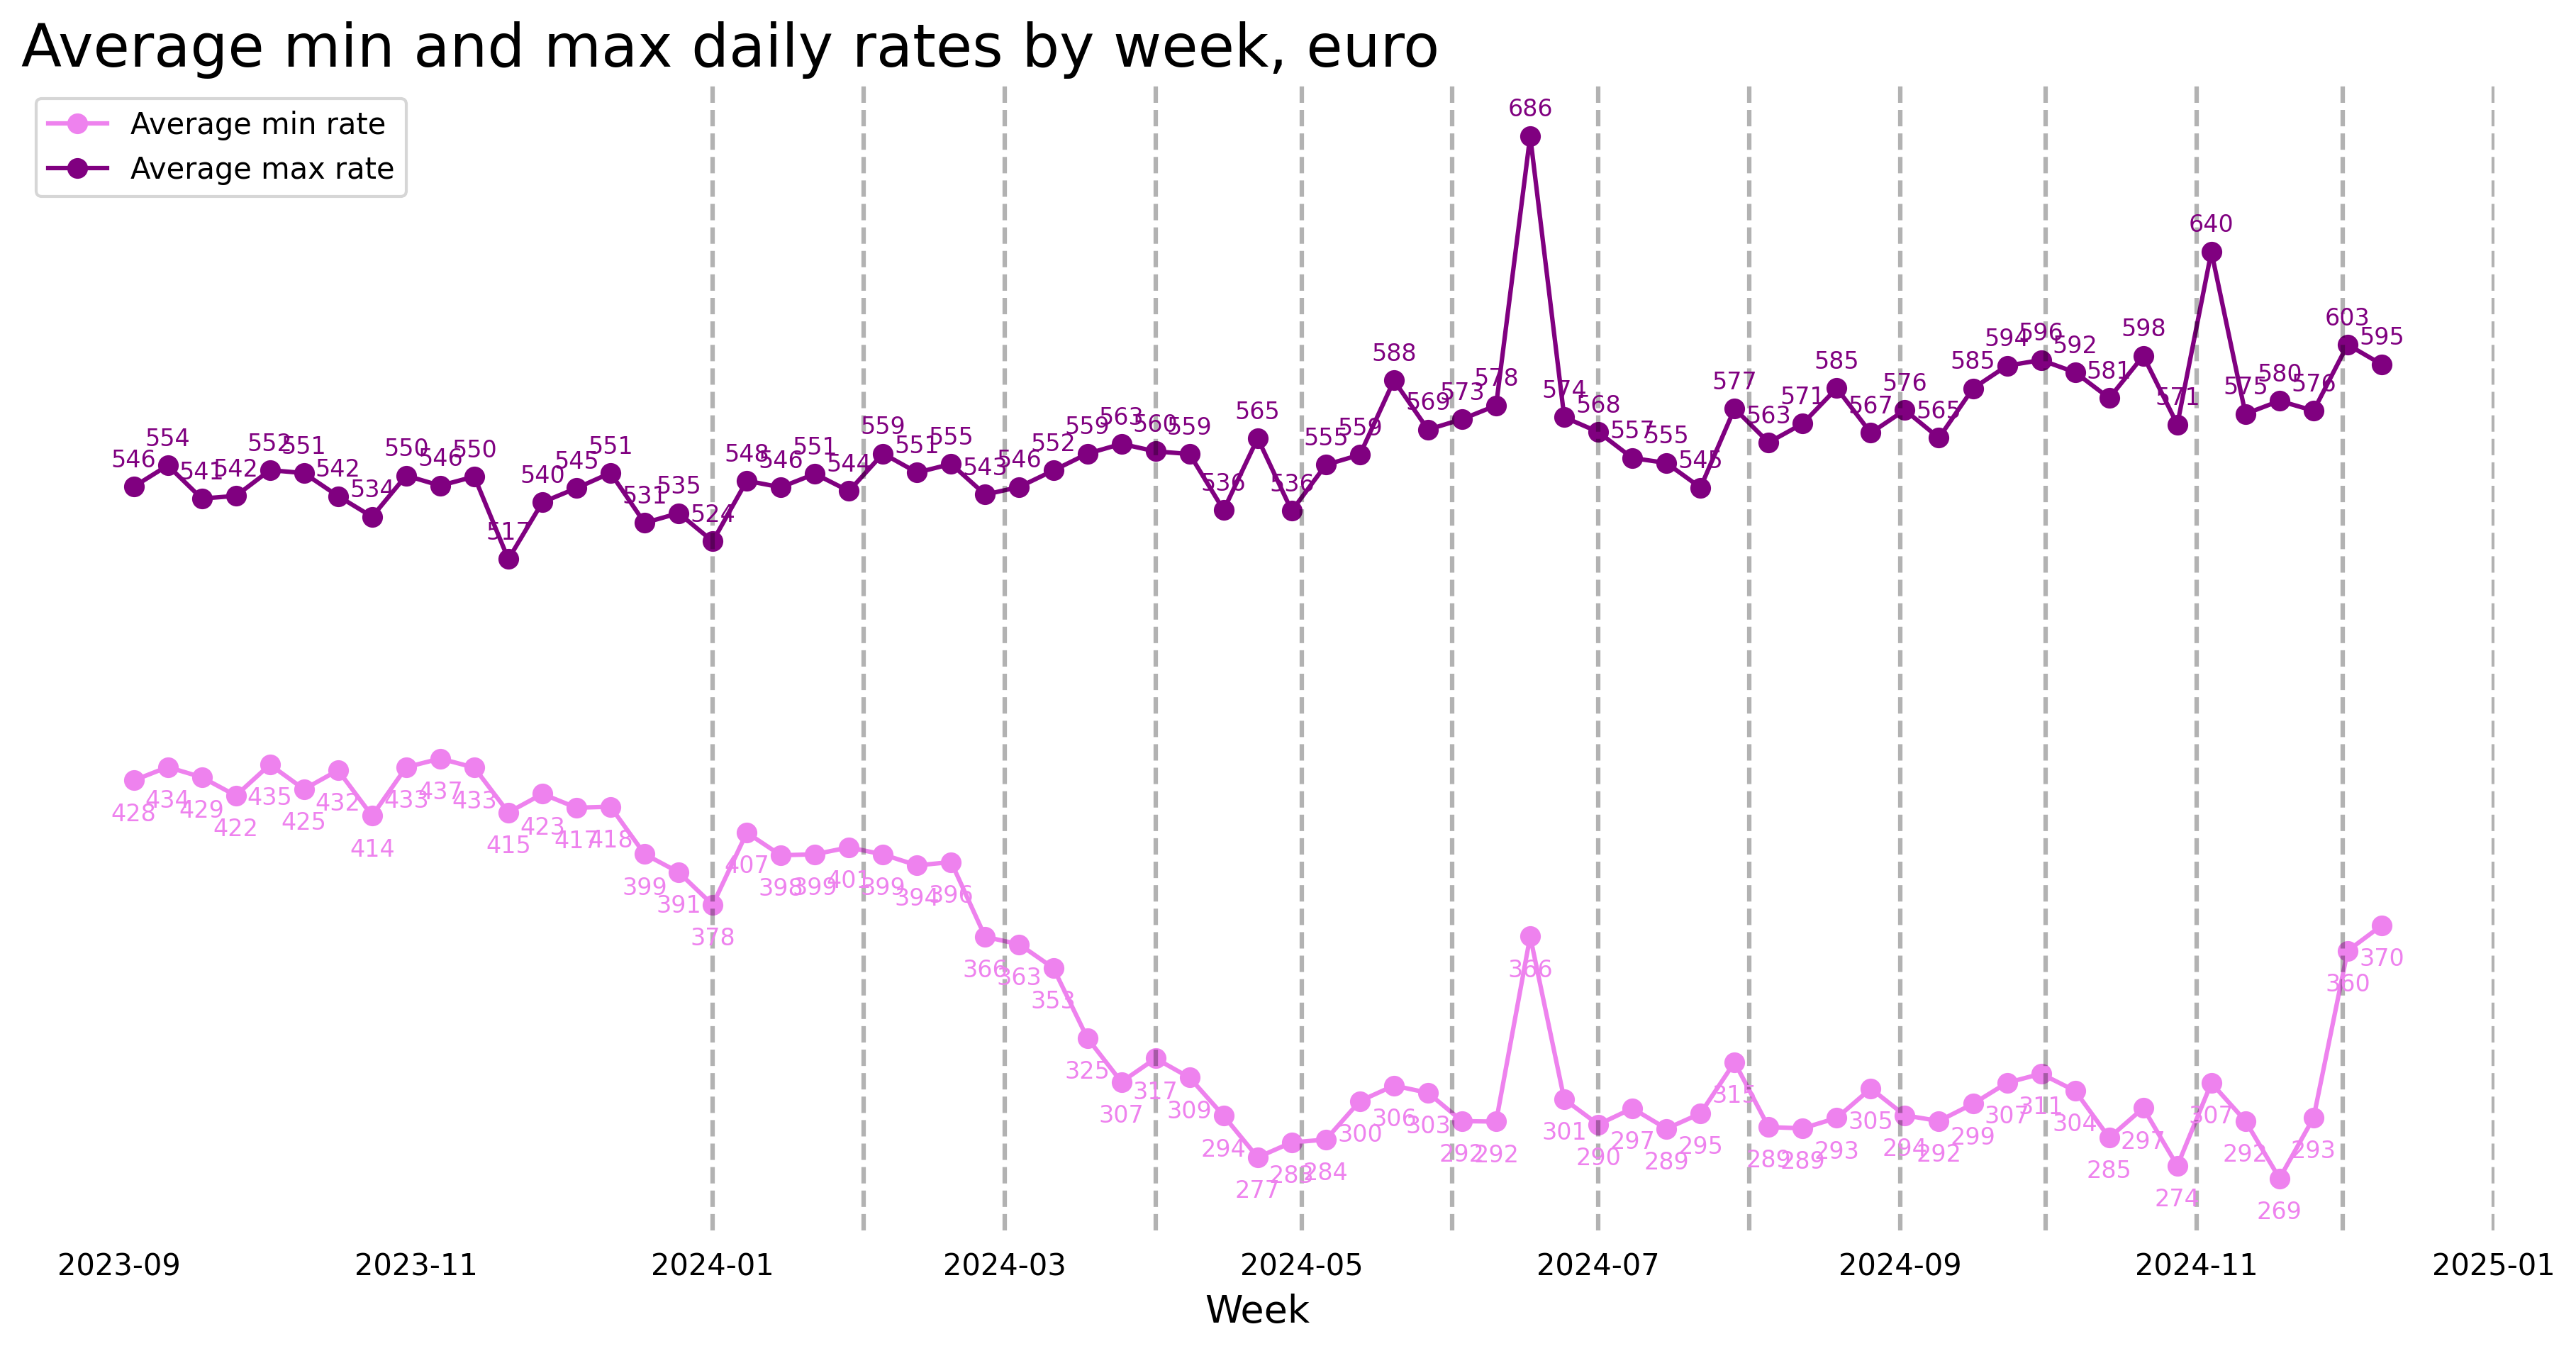 Average min and max daily rates by week, euro
Average min rate
Average max rate
546 554 541 542 552 551 542 534 550 546 550 517 540 545 551 531 535 524 548 546 551 544 559 551 555 543 546 552 559 563 560 559 536 565 536 555 559 588 569 573 578 686 574 568 557 555 545 577 563 571 585 567 576 565 585 594 596 592 581 598 571 640 575 580 576 603 595
428 434 429 422 435 425 432 414 433 437 433 415 423 417 418 399 391 378 407 398 399 401 399 394 396 366 363 353 325 307 317 309 294 277 283 284 300 306 303 292 292 366 301 290 297 289 295 315 289 289 293 305 294 292 299 307 311 304 285 297 274 307 292 269 293 360 370
2023-09 2023-11 2024-01 2024-03 2024-05 2024-07 2024-09 2024-11 2025-01
Week